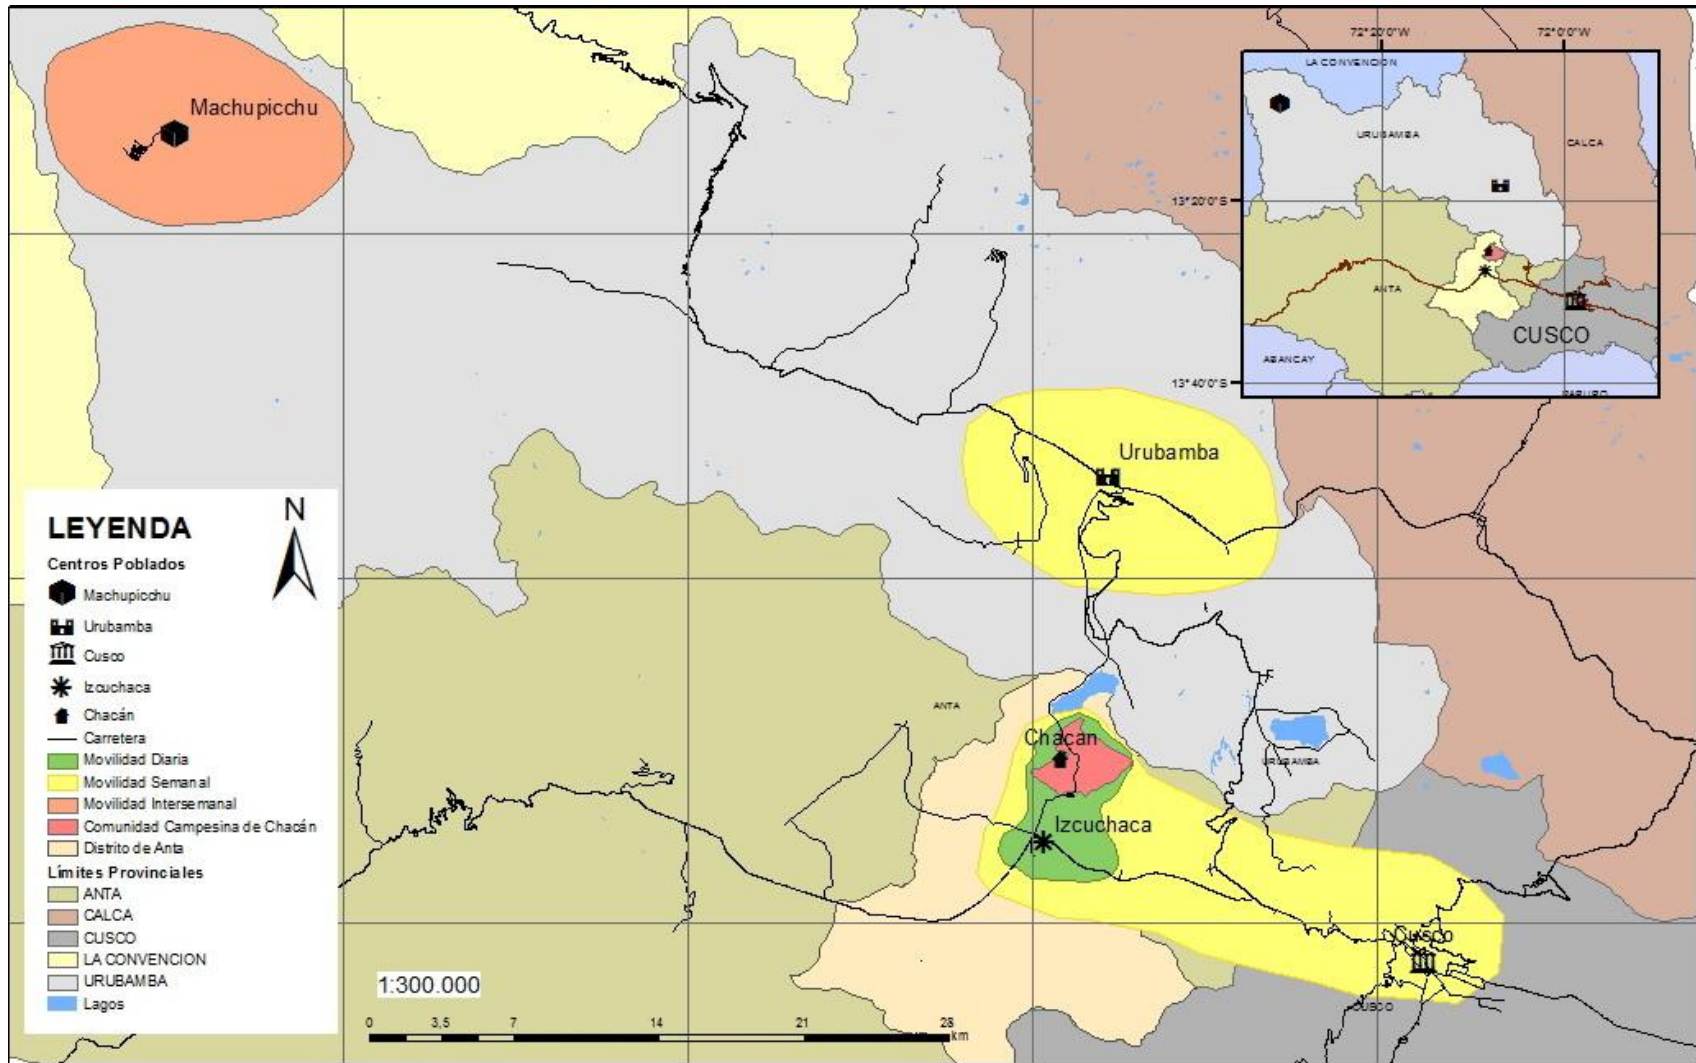 Machupicchu
72°20'0"W
72°0'0"W
LA CONVENCION
URUBAMBA
CALCA
13°20'0"S
ANTA
CUSCO
ABANCAY
13°40'0"S
Urubamba
LEYENDA
N
Centros Poblados
Machupicchu
Urubamba
Cusco
Izcuchaca
Chacán
Carretera
Movilidad Diaria
Movilidad Semanal
Movilidad Intersemanal
Comunidad Campesina de Chacán
Distrito de Anta
Límites Provinciales
ANTA
CALCA
CUSCO
LA CONVENCION
URUBAMBA
Lagos
ANTA
Chacan
URUBAMBA
Izcuchaca
Cusco
CUSCO
1:300.000
0 3,5 7 14 21 28
km